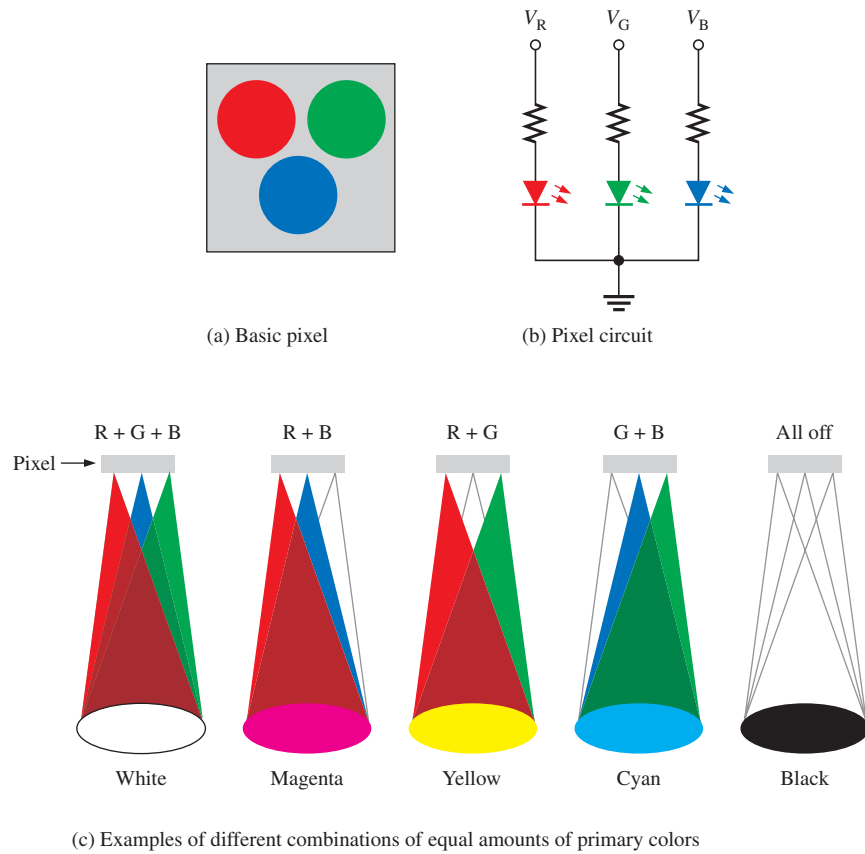 V_R V_G V_B
(a) Basic pixel
(b) Pixel circuit
R + G + B
R + B
R + G
G + B
All off
Pixel
White
Magenta
Yellow
Cyan
Black
(c) Examples of different combinations of equal amounts of primary colors